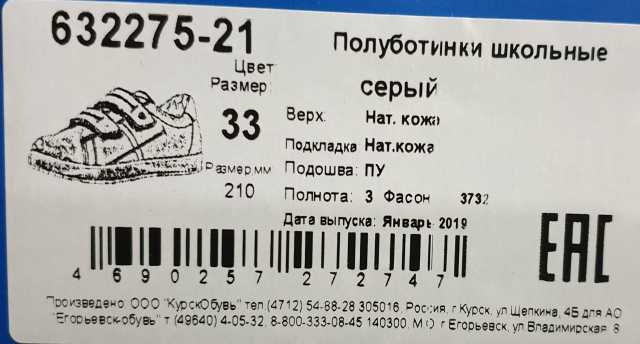 632275-21
Полуботинки школьные
Цвет серый
Размер: 33
Верх: Нат. кожа
Подкладка Нат.кожа
Размер,мм 210
Подошва: ПУ
Полнота: 3 Фасон 3732
Дата выпуска: Январь 2019
EAC
4 690257 272747
Произведено: ООО "КурскОбувь" тел.(4712) 54-88-28 305016, Россия, г.Курск, ул.Щепкина, 4Б для АО
"Егорьевск-обувь" т (49640) 4-05-32, 8-800-333-08-45 140300, М.О. г Егорьевск, ул Владимирская, 8